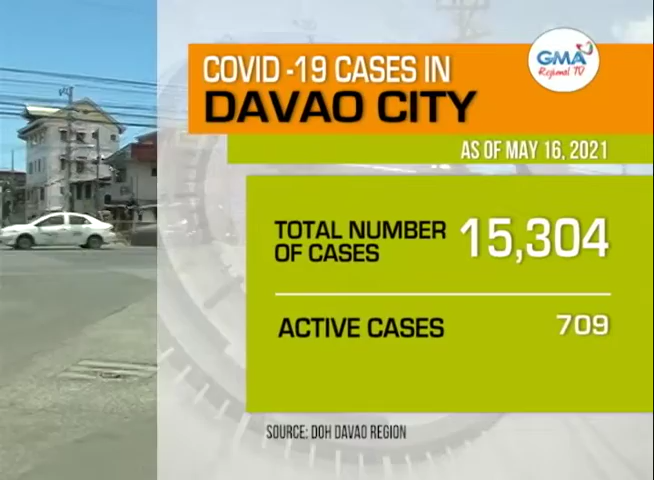 COVID -19 CASES IN
DAVAO CITY
GMA
Regional TV
AS OF MAY 16, 2021
TOTAL NUMBER
OF CASES
15,304
ACTIVE CASES
709
SOURCE: DOH DAVAO REGION